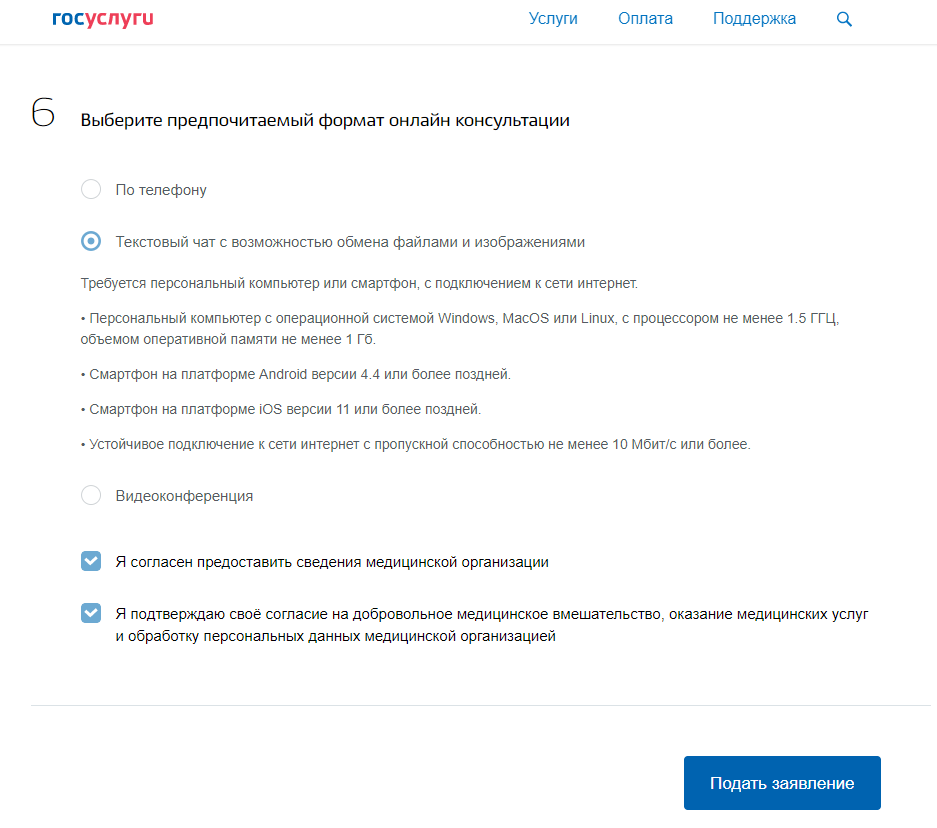 госуслуги
Услуги Оплата Поддержка
6 Выберите предпочитаемый формат онлайн консультации
По телефону
Текстовый чат с возможностью обмена файлами и изображениями
Требуется персональный компьютер или смартфон, с подключением к сети интернет.
• Персональный компьютер с операционной системой Windows, MacOS или Linux, с процессором не менее 1.5 ГГЦ,
объемом оперативной памяти не менее 1 Гб.
• Смартфон на платформе Android версии 4.4 или более поздней.
• Смартфон на платформе iOS версии 11 или более поздней.
• Устойчивое подключение к сети интернет с пропускной способностью не менее 10 Мбит/с или более.
Видеоконференция
Я согласен предоставить сведения медицинской организации
Я подтверждаю своё согласие на добровольное медицинское вмешательство, оказание медицинских услуг
и обработку персональных данных медицинской организацией
Подать заявление